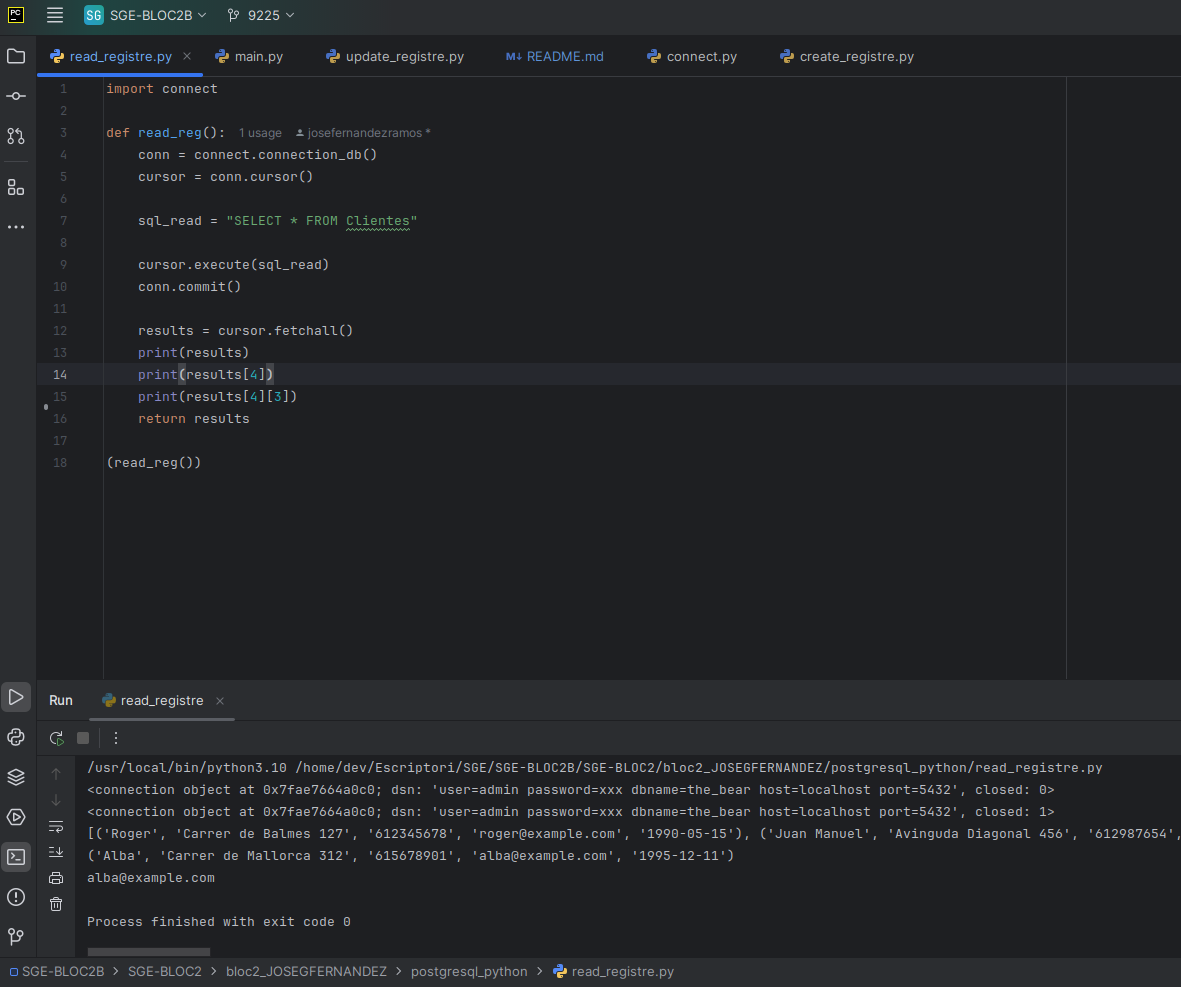 PC
SG SGE-BLOC2B 9225
read_registre.py main.py update_registre.py M↓ README.md connect.py create_registre.py
1 import connect
2
3 def read_reg(): 1 usage josefernandezramos *
4 conn = connect.connection_db()
5 cursor = conn.cursor()
6
7 sql_read = "SELECT * FROM Clientes"
8
9 cursor.execute(sql_read)
10 conn.commit()
11
12 results = cursor.fetchall()
13 print(results)
14 print(results[4])
15 print(results[4][3])
16 return results
17
18 (read_reg())
Run read_registre
/usr/local/bin/python3.10 /home/dev/Escriptori/SGE/SGE-BLOC2B/SGE-BLOC2/bloc2_JOSEGFERNANDEZ/postgresql_python/read_registre.py
<connection object at 0x7fae7664a0c0; dsn: 'user=admin password=xxx dbname=the_bear host=localhost port=5432', closed: 0>
<connection object at 0x7fae7664a0c0; dsn: 'user=admin password=xxx dbname=the_bear host=localhost port=5432', closed: 1>
[('Roger', 'Carrer de Balmes 127', '612345678', 'roger@example.com', '1990-05-15'), ('Juan Manuel', 'Avinguda Diagonal 456', '612987654',
('Alba', 'Carrer de Mallorca 312', '615678901', 'alba@example.com', '1995-12-11')
alba@example.com
Process finished with exit code 0
SGE-BLOC2B > SGE-BLOC2 > bloc2_JOSEGFERNANDEZ > postgresql_python > read_registre.py